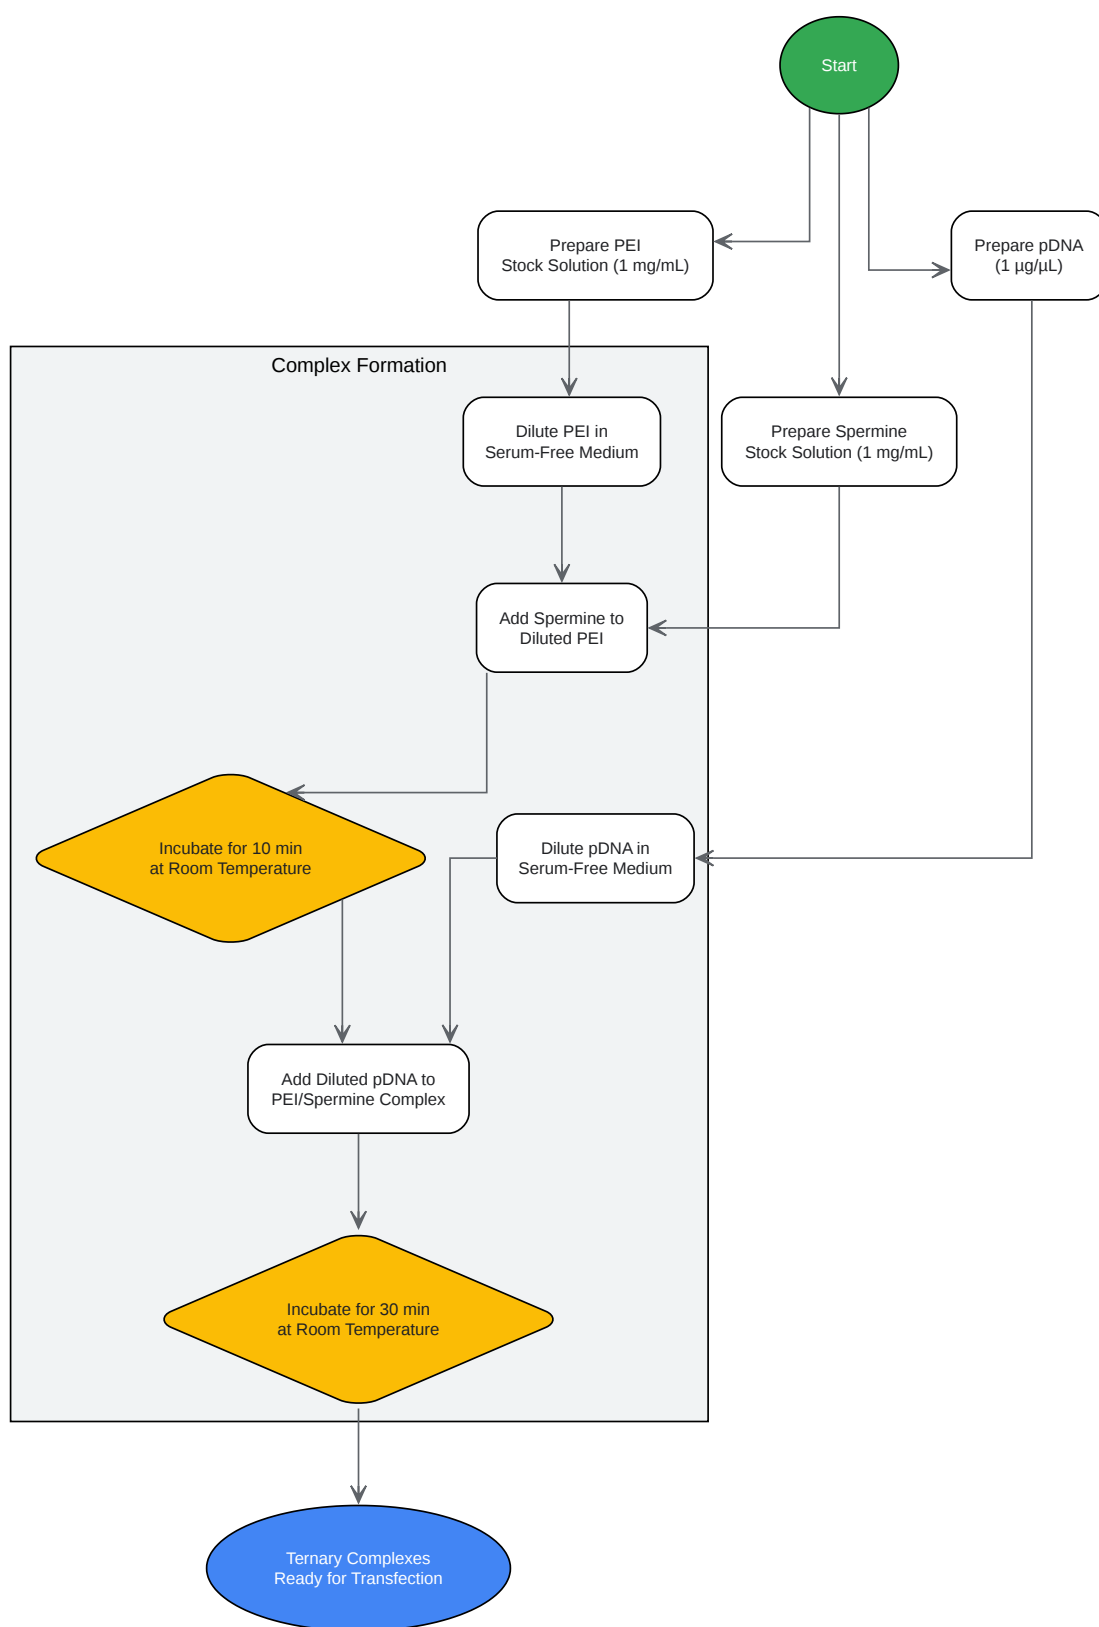 Start
Prepare PEI
Stock Solution (1 mg/mL)
Prepare pDNA
(1 µg/µL)
Complex Formation
Dilute PEI in
Serum-Free Medium
Prepare Spermine
Stock Solution (1 mg/mL)
Add Spermine to
Diluted PEI
Incubate for 10 min
at Room Temperature
Dilute pDNA in
Serum-Free Medium
Add Diluted pDNA to
PEI/Spermine Complex
Incubate for 30 min
at Room Temperature
Ternary Complexes
Ready for Transfection